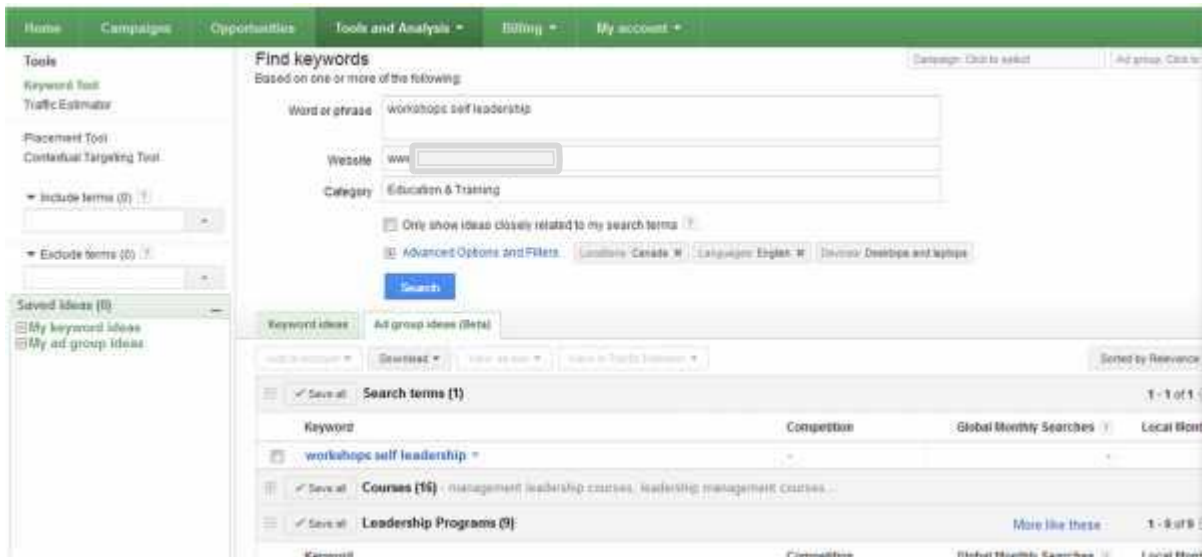 Home Campaigns Opportunities Tools and Analysis Billing My account
Tools
Keyword Tool
Traffic Estimator
Placement Tool
Contextual Targeting Tool
Include terms (0) ?
Exclude terms (0) ?
Saved ideas (0)
My keyword ideas
My ad group ideas
Find keywords
Based on one or more of the following:
Campaign: Click to select Ad group: Click to
Word or phrase workshops self leadership
Website www
Category Education & Training
Only show ideas closely related to my search terms ?
Advanced Options and Filters Locations: Canada Languages: English Devices: Desktops and laptops
Search
Keyword ideas Ad group ideas (Beta)
Download Sorted by Relevance
Save all Search terms (1) 1 - 1 of 1
Keyword Competition Global Monthly Searches ? Local Mont
workshops self leadership - -
Save all Courses (16) - management leadership courses, leadership management courses...
Save all Leadership Programs (9) More like these 1 - 9 of 9
Keyword Competition Global Monthly Searches Local Mont